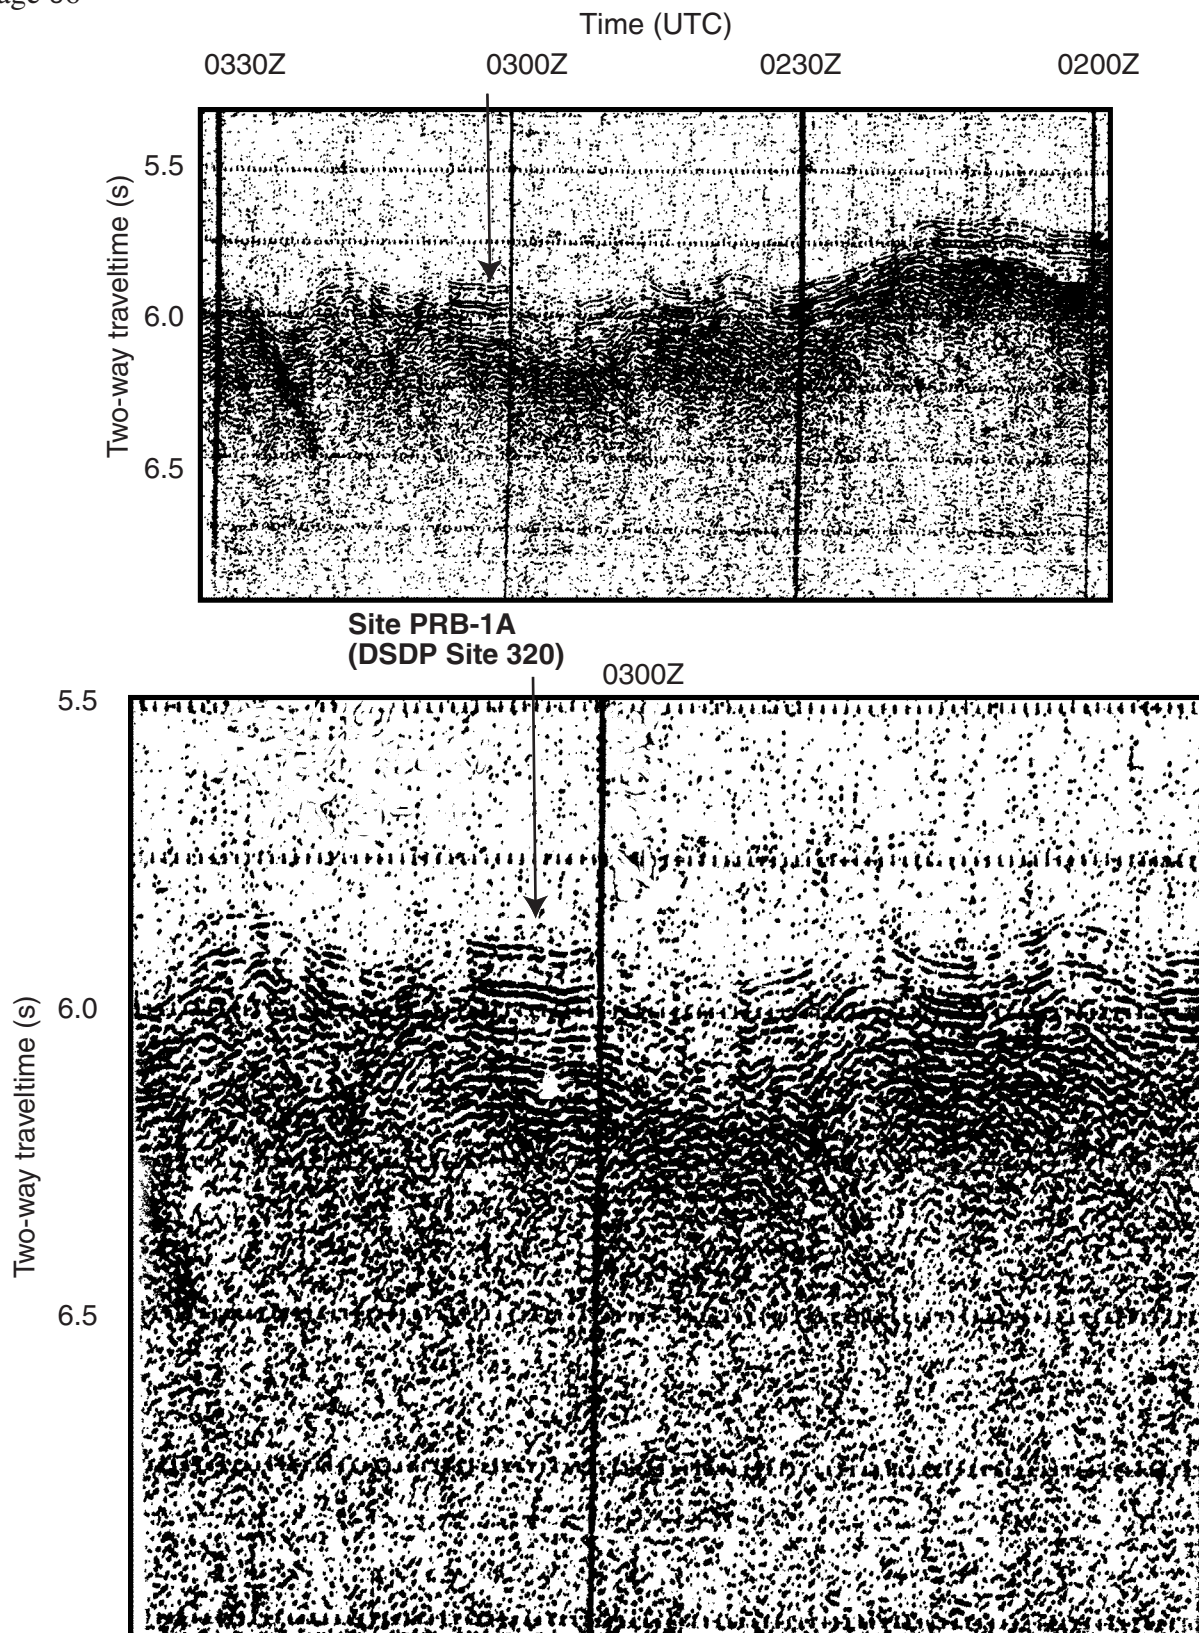 Time (UTC)
0330Z 0300Z 0230Z 0200Z
5.5
6.0
6.5
Two-way traveltime (s)
Site PRB-1A
(DSDP Site 320)
0300Z
5.5
6.0
6.5
Two-way traveltime (s)